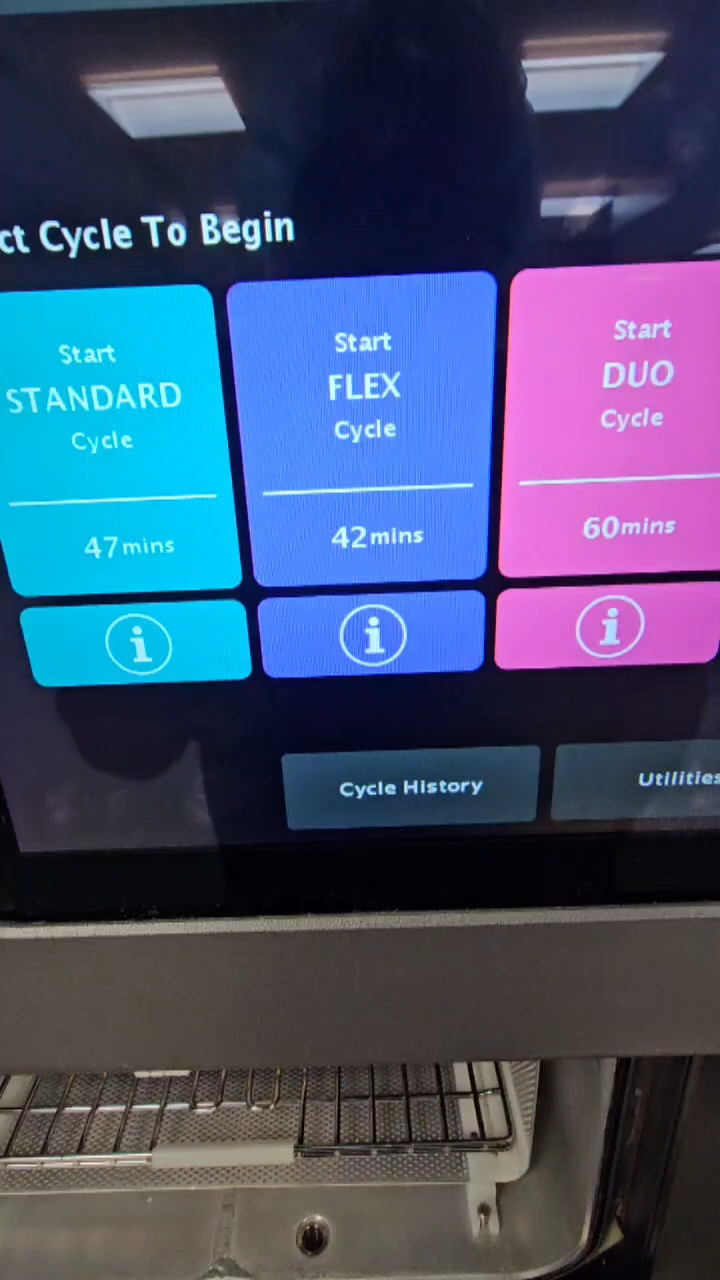 ct Cycle To Begin
Start
STANDARD
Cycle
47mins
i
Start
FLEX
Cycle
42mins
i
Start
DUO
Cycle
60mins
i
Cycle History
Utilities